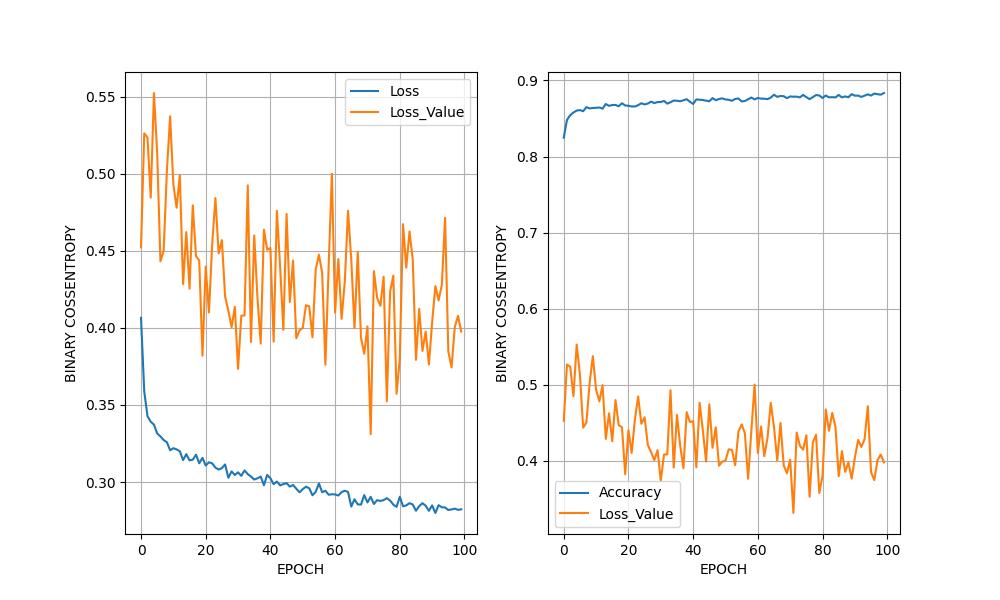 Loss
Loss_Value
0.55
0.50
0.45
0.40
0.35
0.30
BINARY COSSENTROPY
0 20 40 60 80 100
EPOCH
0.9
0.8
0.7
0.6
0.5
0.4
BINARY COSSENTROPY
Accuracy
Loss_Value
0 20 40 60 80 100
EPOCH